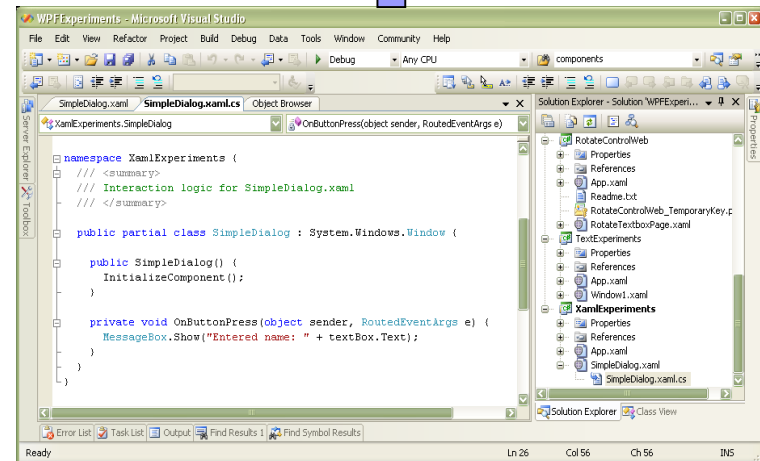 WPFExperiments - Microsoft Visual Studio
File Edit View Refactor Project Build Debug Data Tools Window Community Help
Debug Any CPU components
SimpleDialog.xaml SimpleDialog.xaml.cs Object Browser
XamlExperiments.SimpleDialog OnButtonPress(object sender, RoutedEventArgs e)
namespace XamlExperiments {
/// <summary>
/// Interaction logic for SimpleDialog.xaml
/// </summary>
public partial class SimpleDialog : System.Windows.Window {
public SimpleDialog() {
InitializeComponent();
}
private void OnButtonPress(object sender, RoutedEventArgs e) {
MessageBox.Show("Entered name: " + textBox.Text);
}
}
}
Server Explorer
Toolbox
Solution Explorer - Solution 'WPFExperi...
RotateControlWeb
Properties
References
App.xaml
Readme.txt
RotateControlWeb_TemporaryKey.p
RotateTextboxPage.xaml
TextExperiments
Properties
References
App.xaml
Window1.xaml
XamlExperiments
Properties
References
App.xaml
SimpleDialog.xaml
SimpleDialog.xaml.cs
Solution Explorer Class View
Properties
Error List Task List Output Find Results 1 Find Symbol Results
Ready Ln 26 Col 56 Ch 56 INS